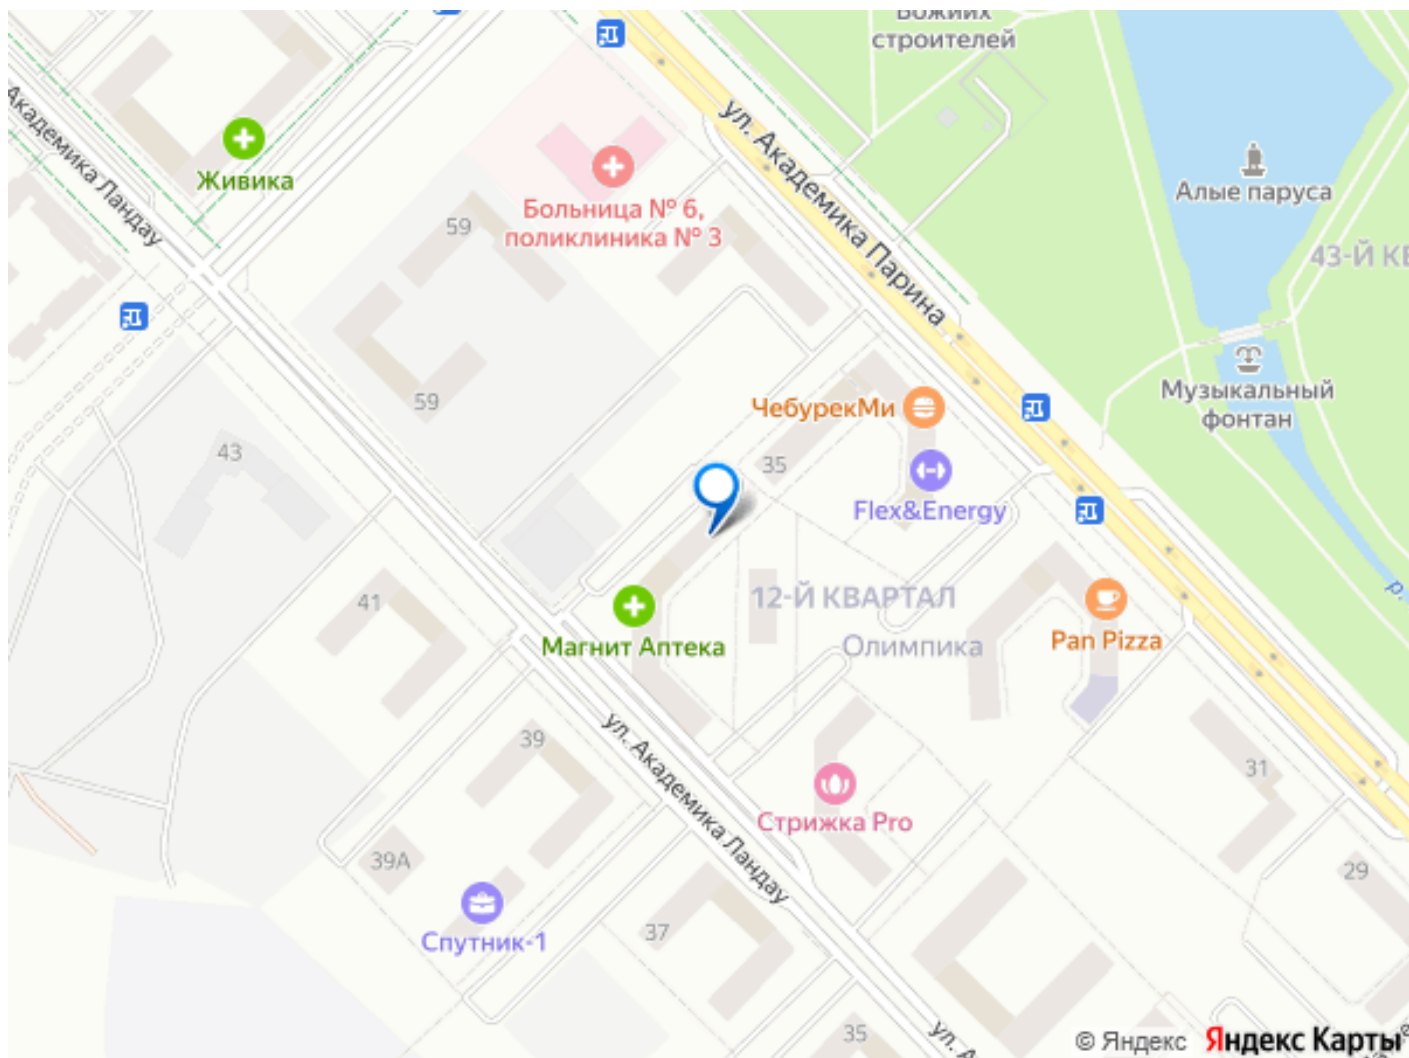 строителей
ул. Академика Парина
Академика Ландау
Живика
Алые паруса
Больница № 6,
поликлиника № 3
59
43-Й
Музыкальный
фонтан
59
ЧебурекМи
43
35
Flex&Energy
41
12-Й КВАРТАЛ
Магнит Аптека
Олимпика
Pan Pizza
р.
39
ул. Академика Ландау
31
Стрижка Pro
39А
29
37
Спутник-1
35
ул.
© Яндекс Яндекс Карты